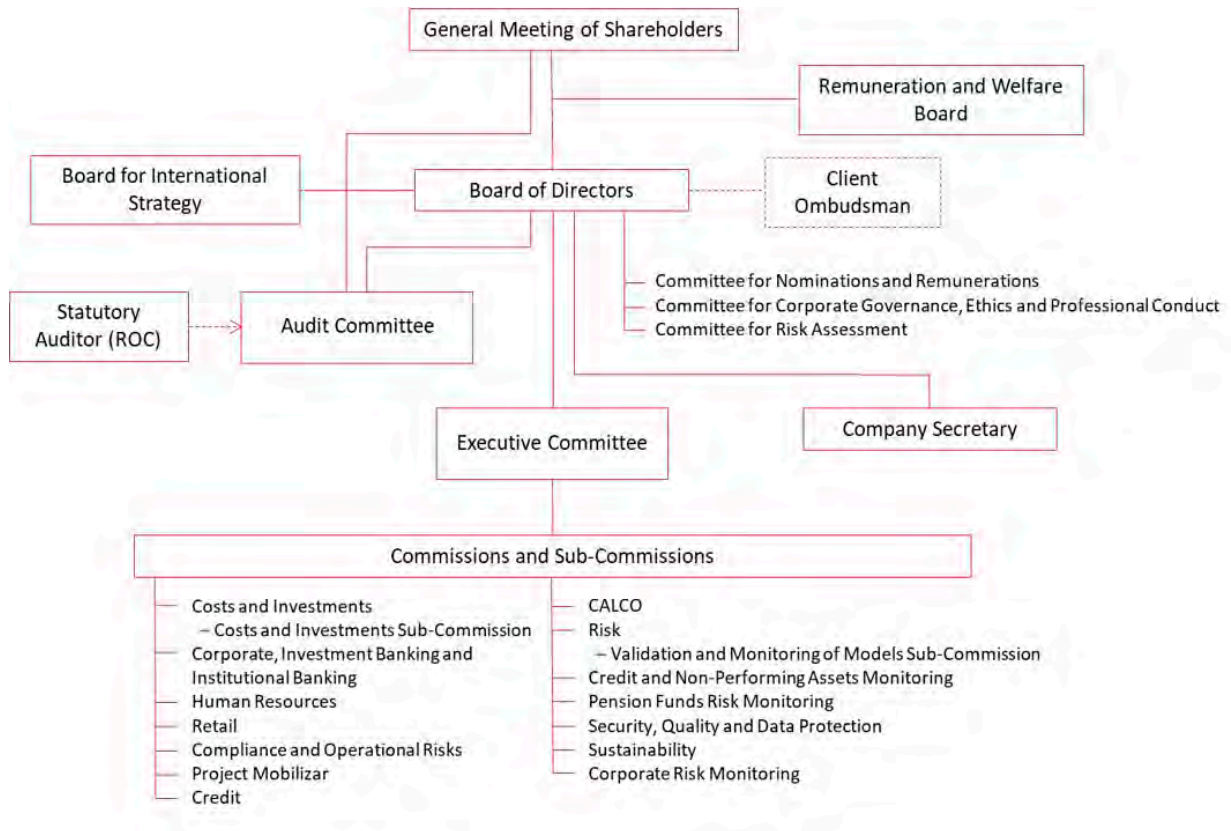 General Meeting of Shareholders
Remuneration and Welfare
Board
Board for International
Strategy
Board of Directors
Client
Ombudsman
Committee for Nominations and Remunerations
Committee for Corporate Governance, Ethics and Professional Conduct
Committee for Risk Assessment
Statutory
Auditor (ROC)
Audit Committee
Executive Committee
Company Secretary
Commissions and Sub-Commissions
Costs and Investments
– Costs and Investments Sub-Commission
Corporate, Investment Banking and
Institutional Banking
Human Resources
Retail
Compliance and Operational Risks
Project Mobilizar
Credit
CALCO
Risk
– Validation and Monitoring of Models Sub-Commission
Credit and Non-Performing Assets Monitoring
Pension Funds Risk Monitoring
Security, Quality and Data Protection
Sustainability
Corporate Risk Monitoring